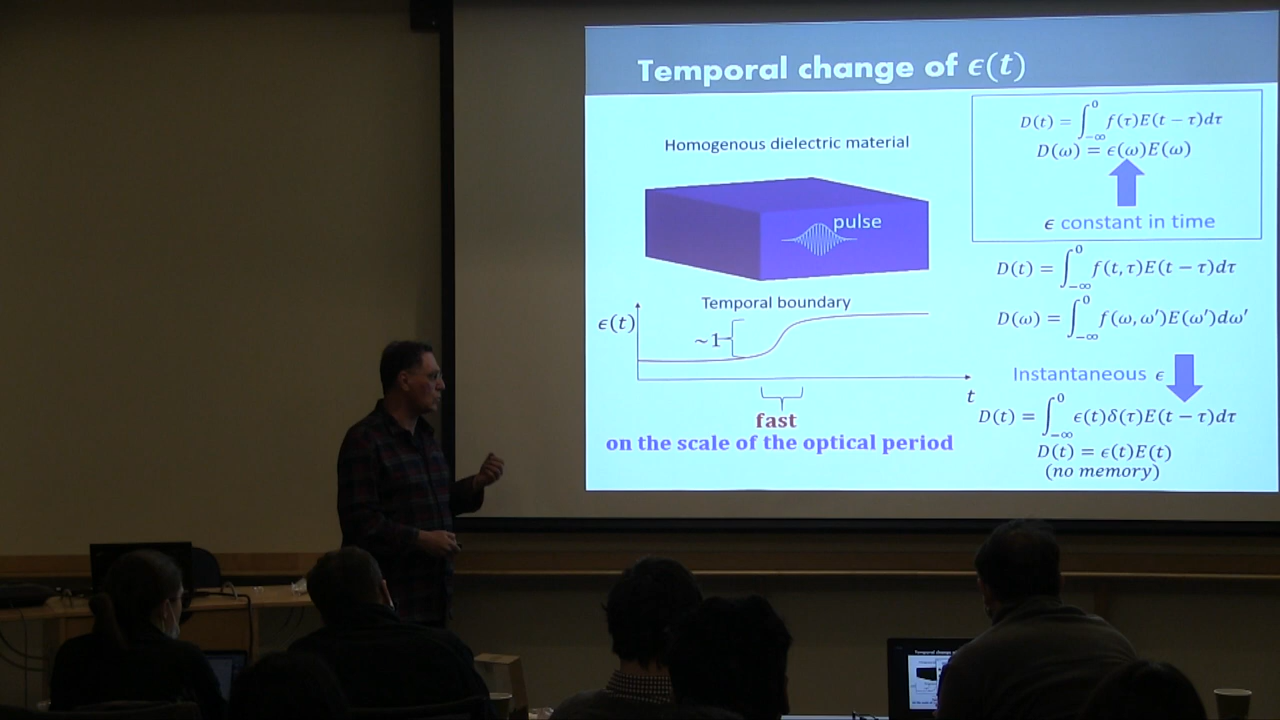 Temporal change of ϵ(t)
Homogenous dielectric material
pulse
Temporal boundary
ϵ(t)
~1
t
fast
on the scale of the optical period
D(t) = ∫_{-∞}^{0} f(τ)E(t − τ)dτ
D(ω) = ϵ(ω)E(ω)
ϵ constant in time
D(t) = ∫_{-∞}^{0} f(t, τ)E(t − τ)dτ
D(ω) = ∫_{-∞}^{0} f(ω, ω′)E(ω′)dω′
Instantaneous ϵ
D(t) = ∫_{-∞}^{0} ϵ(t)δ(τ)E(t − τ)dτ
D(t) = ϵ(t)E(t)
(no memory)